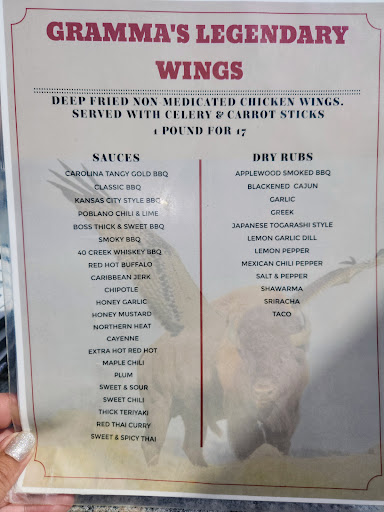 GRAMMA'S LEGENDARY
WINGS
DEEP FRIED NON MEDICATED CHICKEN WINGS.
SERVED WITH CELERY & CARROT STICKS
1 POUND FOR 17
SAUCES
CAROLINA TANGY GOLD BBQ
CLASSIC BBQ
KANSAS CITY STYLE BBQ
POBLANO CHILI & LIME
BOSS THICK & SWEET BBQ
SMOKY BBQ
40 CREEK WHISKEY BBQ
RED HOT BUFFALO
CARIBBEAN JERK
CHIPOTLE
HONEY GARLIC
HONEY MUSTARD
NORTHERN HEAT
CAYENNE
EXTRA HOT RED HOT
MAPLE CHILI
PLUM
SWEET & SOUR
SWEET CHILI
THICK TERIYAKI
RED THAI CURRY
SWEET & SPICY THAI
DRY RUBS
APPLEWOOD SMOKED BBQ
BLACKENED CAJUN
GARLIC
GREEK
JAPANESE TOGARASHI STYLE
LEMON GARLIC DILL
LEMON PEPPER
MEXICAN CHILI PEPPER
SALT & PEPPER
SHAWARMA
SRIRACHA
TACO